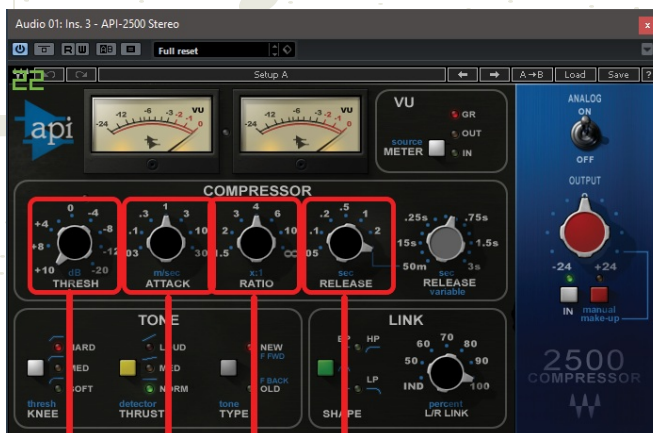 Audio 01: Ins. 3 - API-2500 Stereo
x
R W AB Full reset
22 Setup A A→B Load Save ?
api
-24 -12 -6 -3 -2 -1 0 VU
-24 -12 -6 -3 -2 -1 0 VU
VU
GR
OUT
IN
source
METER
ANALOG
ON
OFF
OUTPUT
-24 +24
IN manual
make-up
COMPRESSOR
+10 +8 +4 0 -4 -8 -12 -20
dB
THRESH
.03 .1 .3 1 3 10 30
m/sec
ATTACK
1.5 2 3 4 6 10 ∞
x:1
RATIO
.05 .1 .2 .5 1 2
sec
RELEASE
50m 15s .25s .75s 1.5s 3s
sec
RELEASE
variable
TONE
HARD
MED
SOFT
thresh
KNEE
LOUD
MED
NORM
detector
THRUST
NEW
F FWD
F BACK
OLD
tone
TYPE
LINK
BP HP
LP
SHAPE
IND 50 60 70 80 90 100
percent
L/R LINK
2500
COMPRESSOR